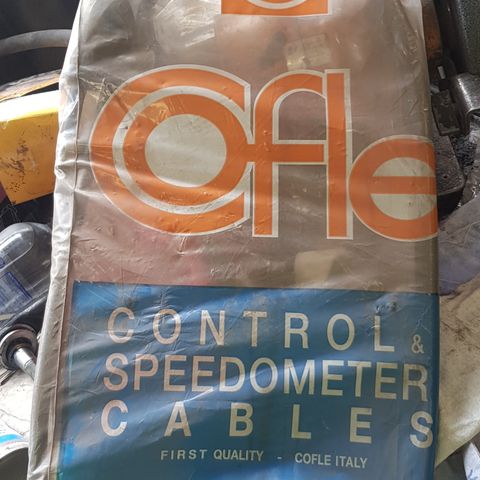 Cofle
CONTROL &
SPEEDOMETER
CABLES
FIRST QUALITY - COFLE ITALY